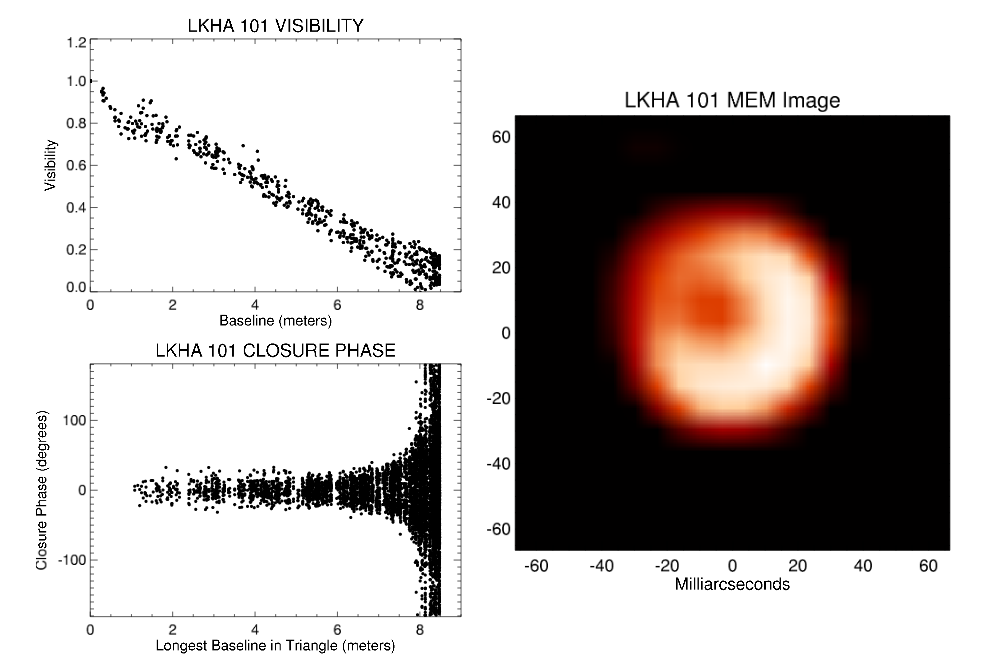 LKHA 101 VISIBILITY
1.2
1.0
0.8
0.6
0.4
0.2
0.0
Visibility
0 2 4 6 8
Baseline (meters)
LKHA 101 CLOSURE PHASE
100
0
-100
Closure Phase (degrees)
0 2 4 6 8
Longest Baseline in Triangle (meters)
LKHA 101 MEM Image
60
40
20
0
-20
-40
-60
-60 -40 -20 0 20 40 60
Milliarcseconds